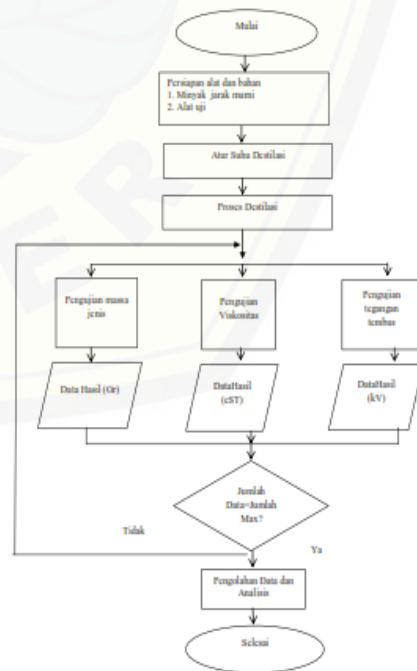 Mulai
Persiapan alat dan bahan
1. Minyak jarak murni
2. Alat uji
Atur Suhu Destilasi
Proses Destilasi
Pengujian massa
jenis
Pengujian
Viskositas
Pengujian
tegangan
tembus
Data Hasil (Gr)
DataHasil
(cST)
DataHasil
(kV)
Jumlah
Data=Jumlah
Max?
Tidak
Ya
Pengolahan Data dan
Analisis
Selesai